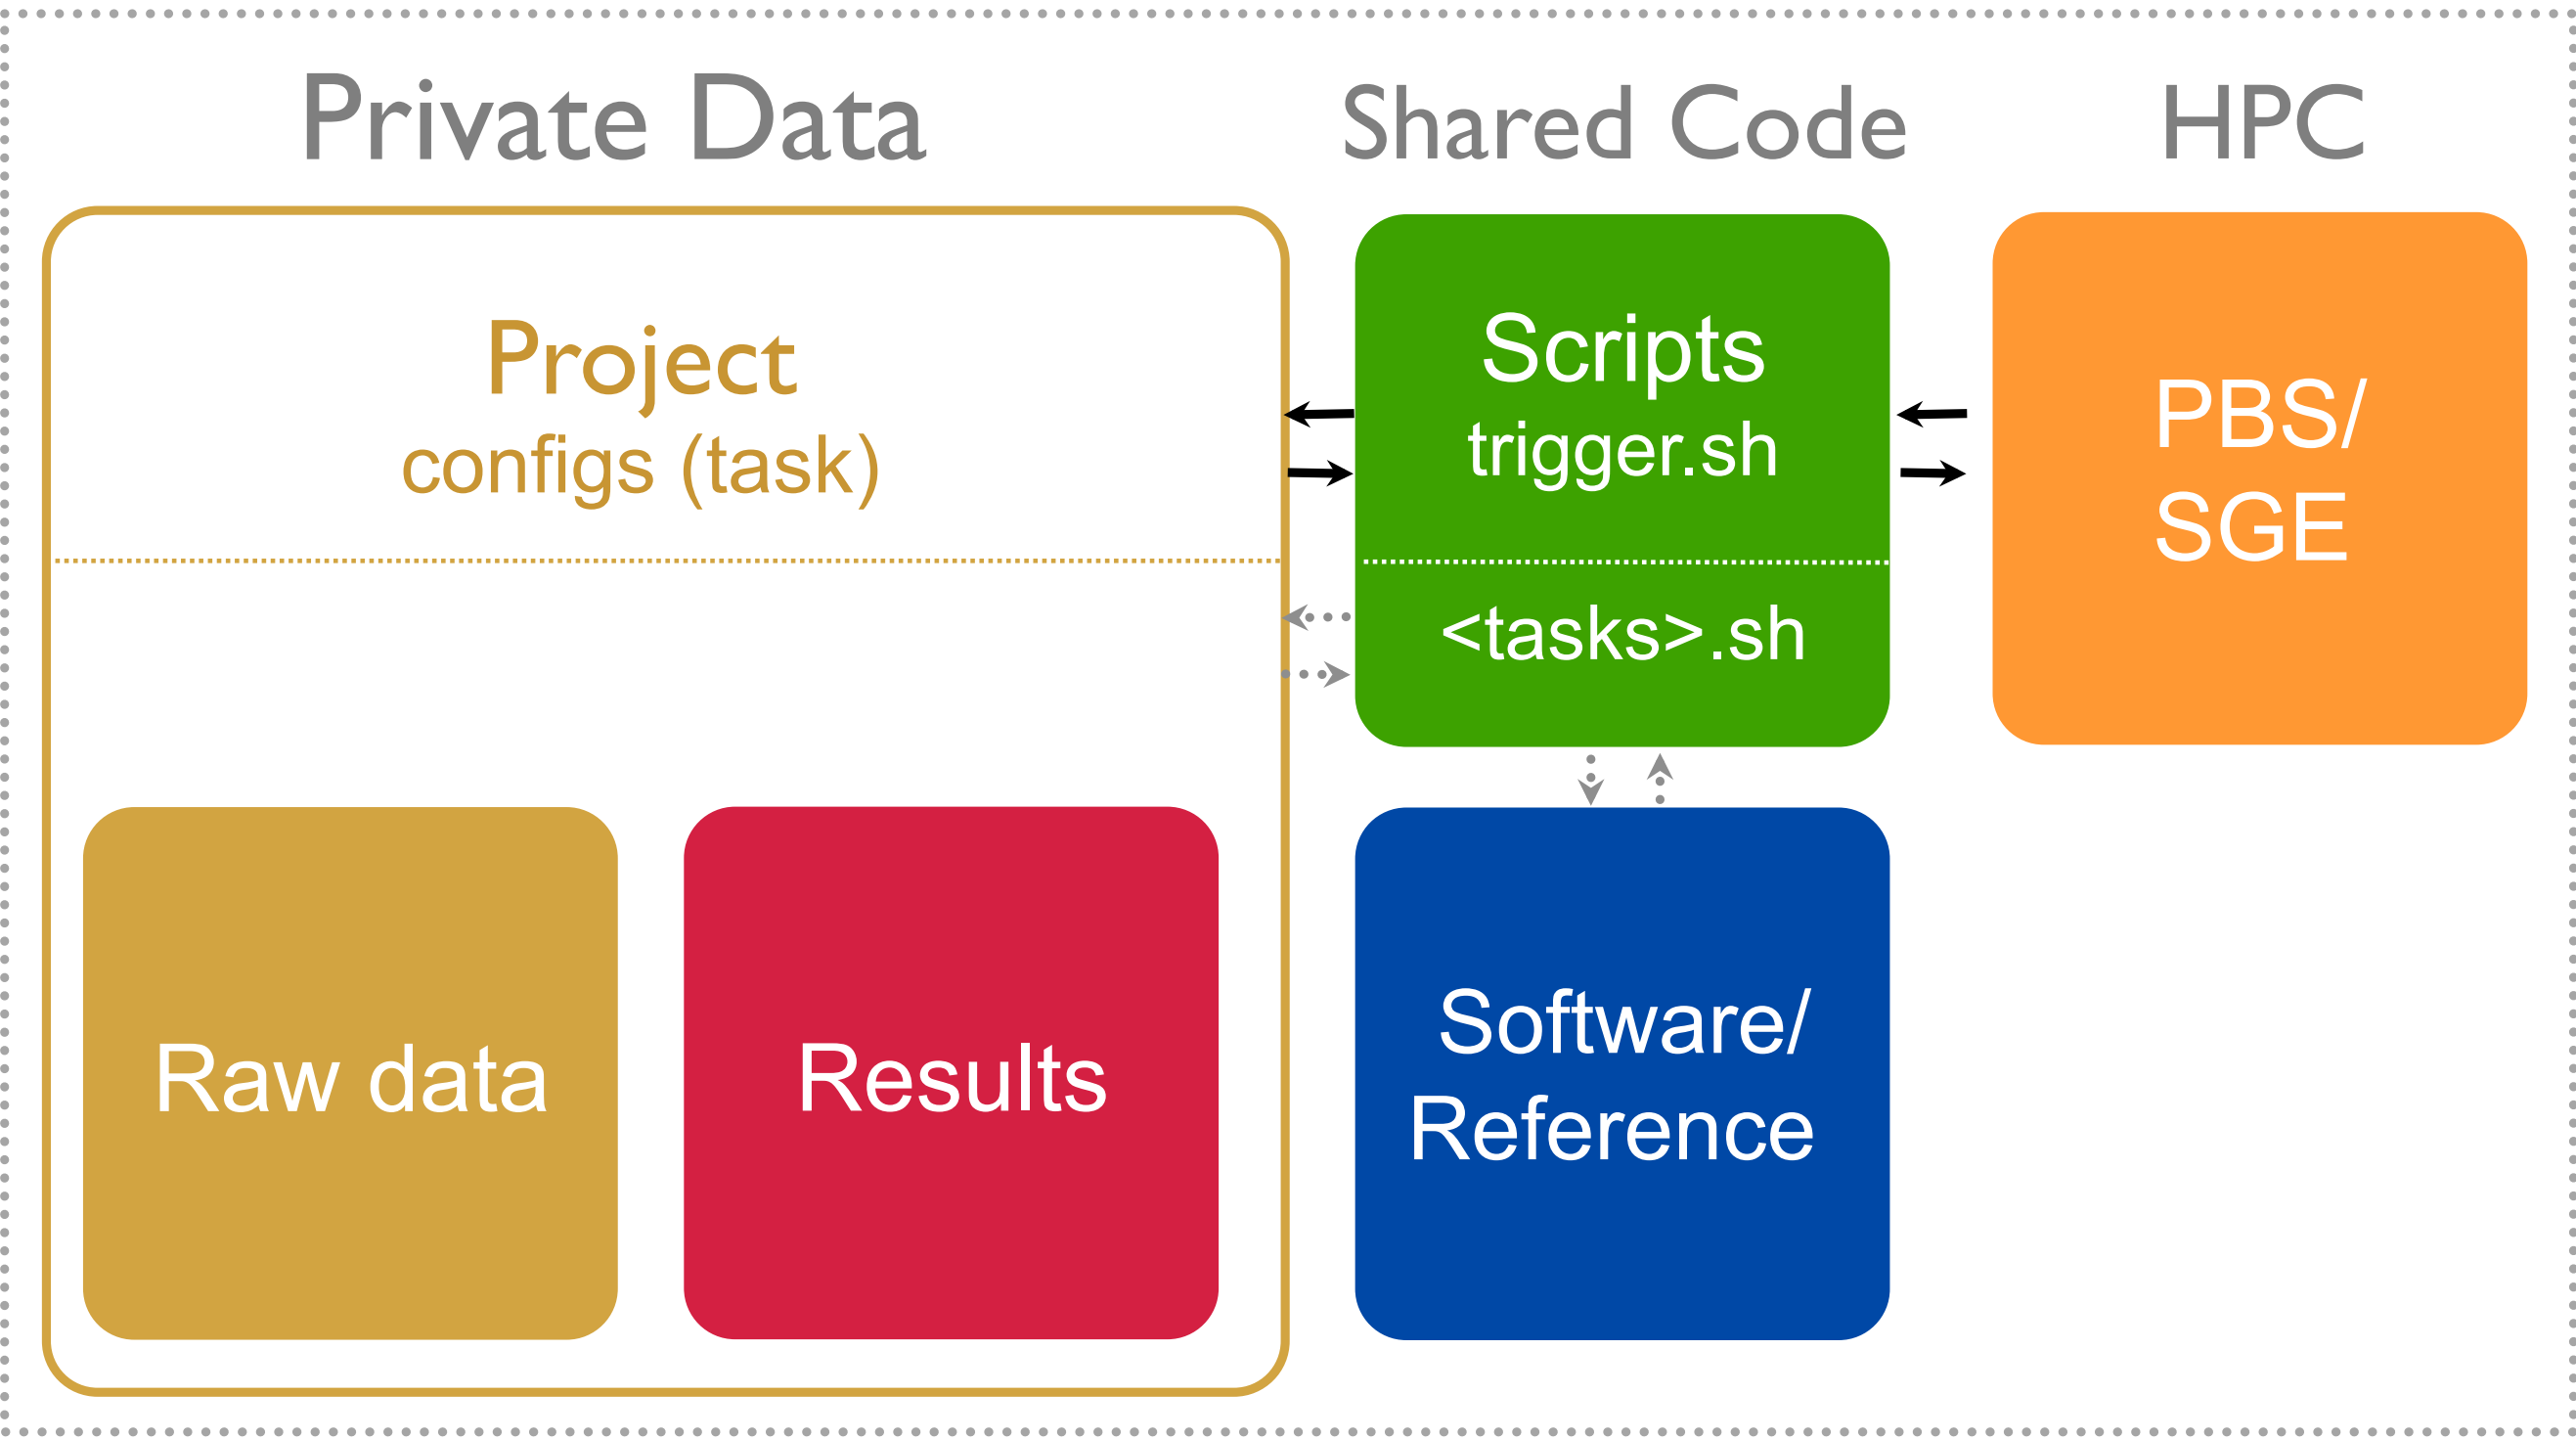 Private Data
Shared Code
HPC
Project
configs (task)
Scripts
trigger.sh
<tasks>.sh
PBS/
SGE
Raw data
Results
Software/
Reference